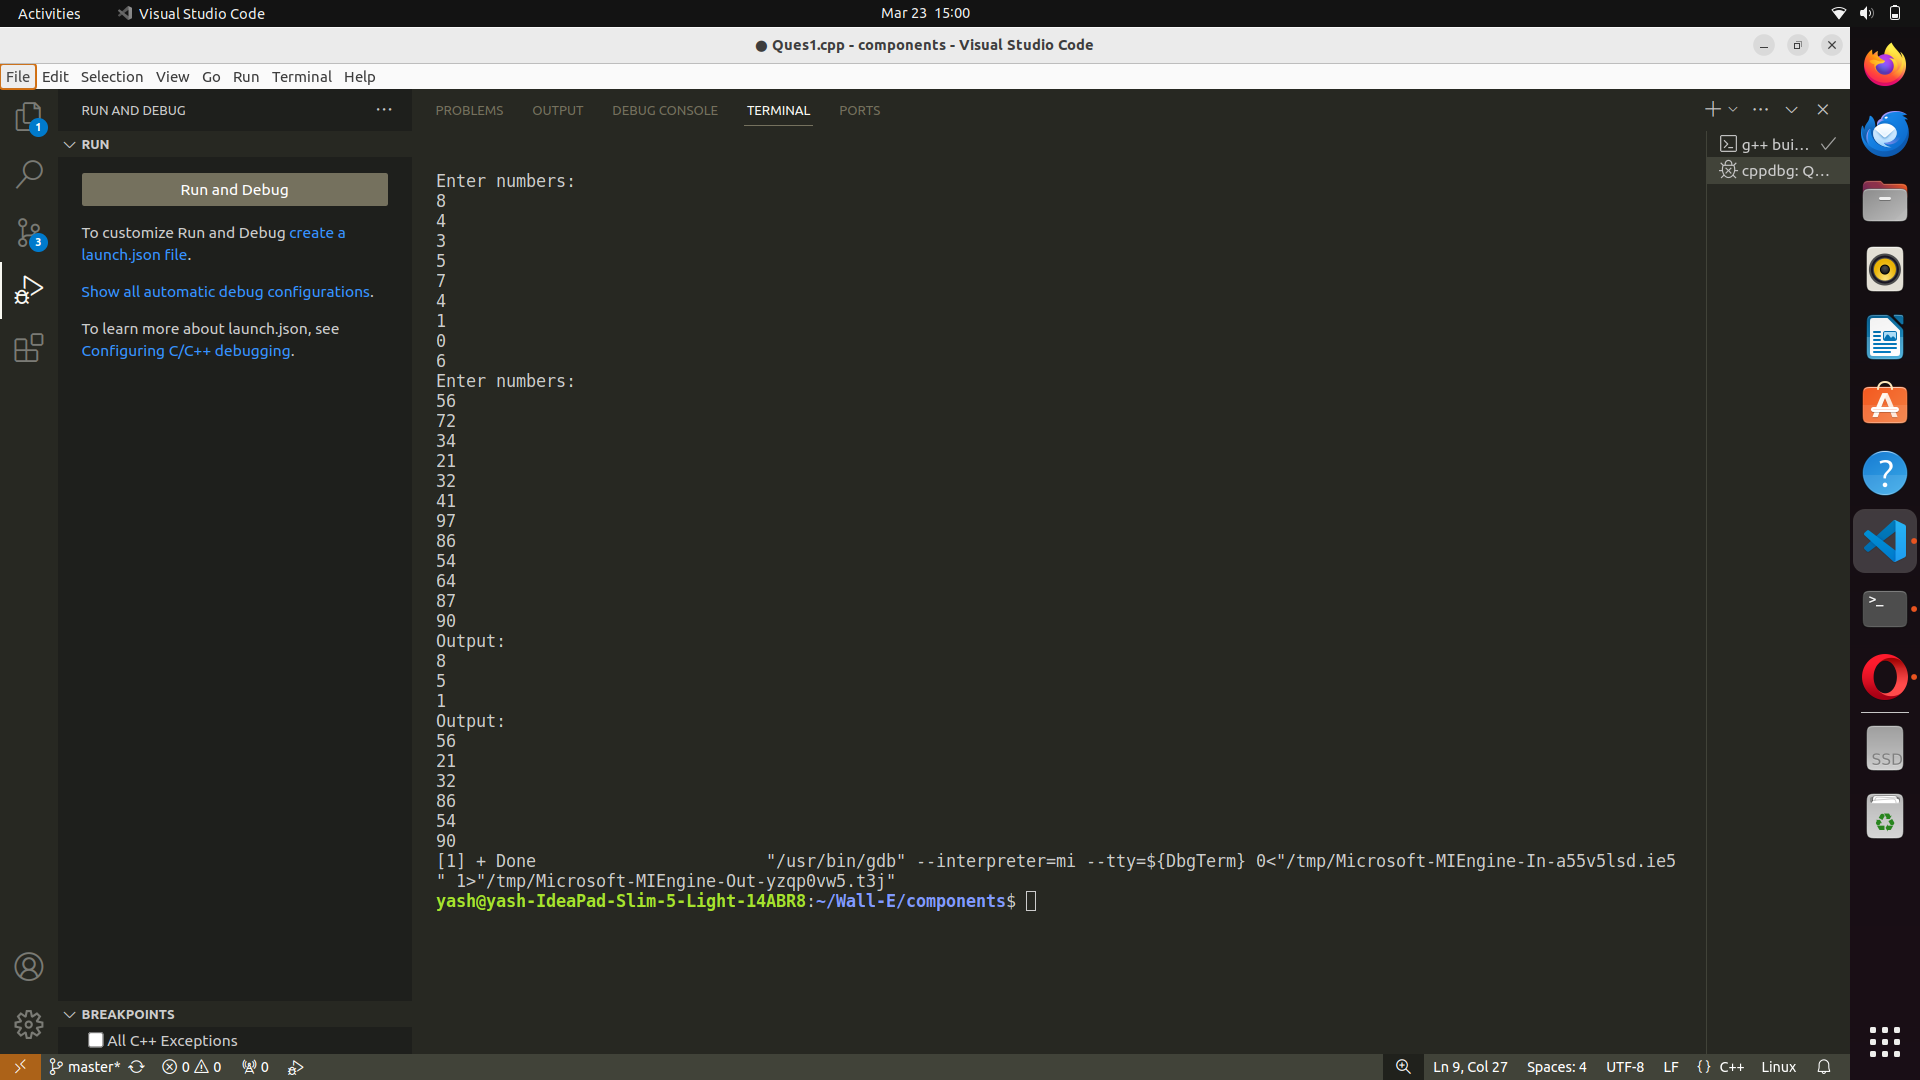 Activities
Visual Studio Code
Mar 23 15:00
● Ques1.cpp - components - Visual Studio Code
File Edit Selection View Go Run Terminal Help
RUN AND DEBUG ···
RUN
Run and Debug
To customize Run and Debug create a
launch.json file.
Show all automatic debug configurations.
To learn more about launch.json, see
Configuring C/C++ debugging.
1
3
BREAKPOINTS
All C++ Exceptions
PROBLEMS OUTPUT DEBUG CONSOLE TERMINAL PORTS
g++ bui...
cppdbg: Q...
Enter numbers:
8
4
3
5
7
4
1
0
6
Enter numbers:
56
72
34
21
32
41
97
86
54
64
87
90
Output:
8
5
1
Output:
56
21
32
86
54
90
[1] + Done "/usr/bin/gdb" --interpreter=mi --tty=${DbgTerm} 0<"/tmp/Microsoft-MIEngine-In-a55v5lsd.ie5
" 1>"/tmp/Microsoft-MIEngine-Out-yzqp0vw5.t3j"
yash@yash-IdeaPad-Slim-5-Light-14ABR8:~/Wall-E/components$
SSD
master* 0 0 0
Ln 9, Col 27 Spaces: 4 UTF-8 LF {} C++ Linux